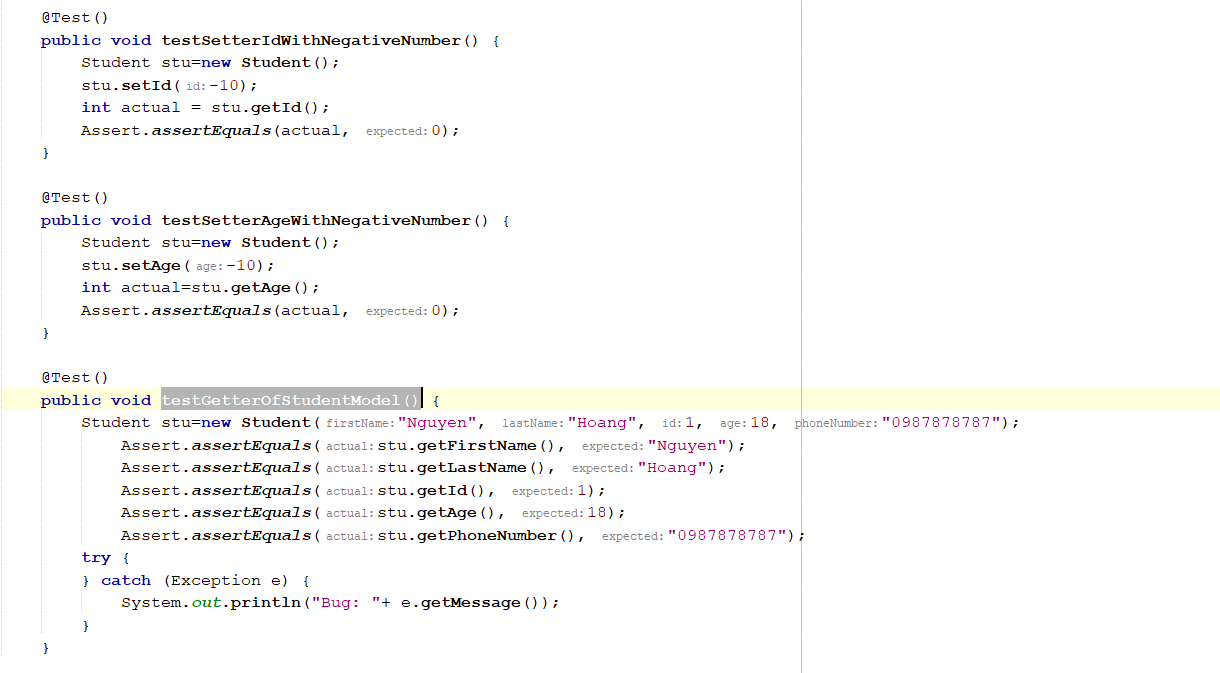 @Test()
public void testSetterIdWithNegativeNumber() {
Student stu=new Student();
stu.setId( id: -10);
int actual = stu.getId();
Assert.assertEquals(actual, expected: 0);
}
@Test()
public void testSetterAgeWithNegativeNumber() {
Student stu=new Student();
stu.setAge( age: -10);
int actual=stu.getAge();
Assert.assertEquals(actual, expected: 0);
}
@Test()
public void testGetterOfStudentModel() {
Student stu=new Student( firstName: "Nguyen", lastName: "Hoang", id: 1, age: 18, phoneNumber: "0987878787");
Assert.assertEquals( actual: stu.getFirstName(), expected: "Nguyen");
Assert.assertEquals( actual: stu.getLastName(), expected: "Hoang");
Assert.assertEquals( actual: stu.getId(), expected: 1);
Assert.assertEquals( actual: stu.getAge(), expected: 18);
Assert.assertEquals( actual: stu.getPhoneNumber(), expected: "0987878787");
try {
} catch (Exception e) {
System.out.println("Bug: "+ e.getMessage());
}
}